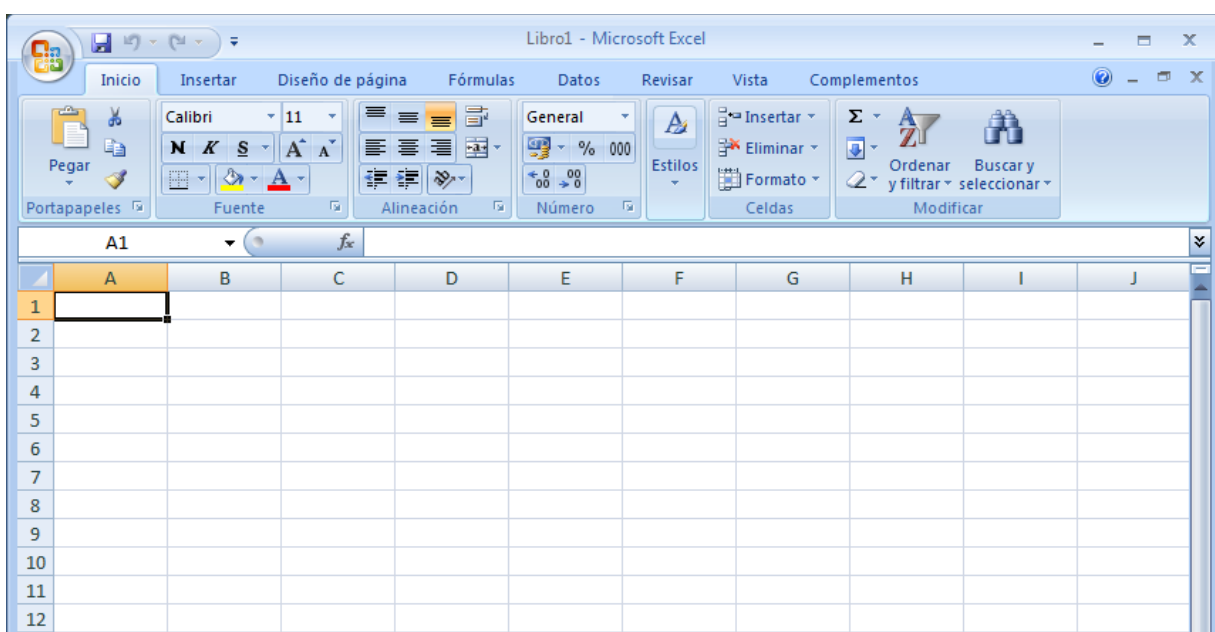 Libro1 - Microsoft Excel
Inicio Insertar Diseño de página Fórmulas Datos Revisar Vista Complementos
Calibri 11 General Insertar Σ
N K S A A % 000 Eliminar
Pegar Estilos Ordenar y filtrar Buscar y seleccionar
A Formato
Portapapeles Fuente Alineación Número Celdas Modificar
A1 fx
A B C D E F G H I J
1
2
3
4
5
6
7
8
9
10
11
12